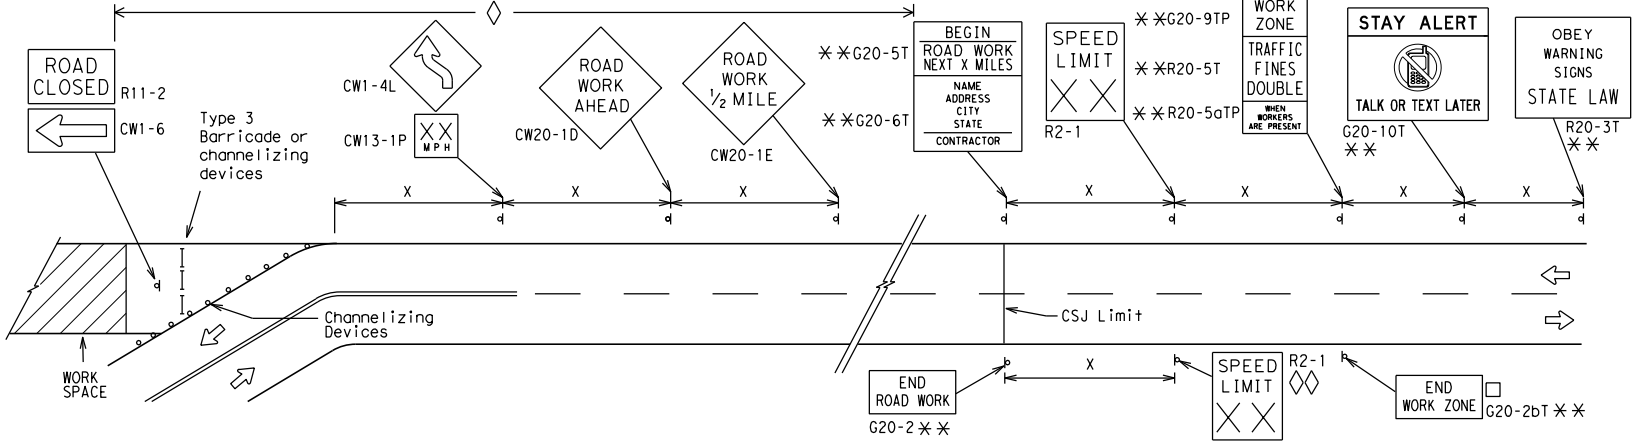 ROAD
CLOSED
R11-2
CW1-6
Type 3
Barricade or
channelizing
devices
CW1-4L
CW13-1P
XX
MPH
ROAD
WORK
AHEAD
CW20-1D
ROAD
WORK
1/2 MILE
CW20-1E
**G20-5T
**G20-6T
BEGIN
ROAD WORK
NEXT X MILES
NAME
ADDRESS
CITY
STATE
CONTRACTOR
SPEED
LIMIT
XX
R2-1
**G20-9TP
**R20-5T
**R20-5aTP
WORK
ZONE
TRAFFIC
FINES
DOUBLE
WHEN
WORKERS
ARE PRESENT
STAY ALERT
TALK OR TEXT LATER
G20-10T
**
OBEY
WARNING
SIGNS
STATE LAW
R20-3T
**
X
X
X
X
X
X
Channelizing
Devices
CSJ Limit
WORK
SPACE
END
ROAD WORK
G20-2 **
X
SPEED
LIMIT
XX
R2-1
◇◇
END
WORK ZONE
□
G20-2bT **